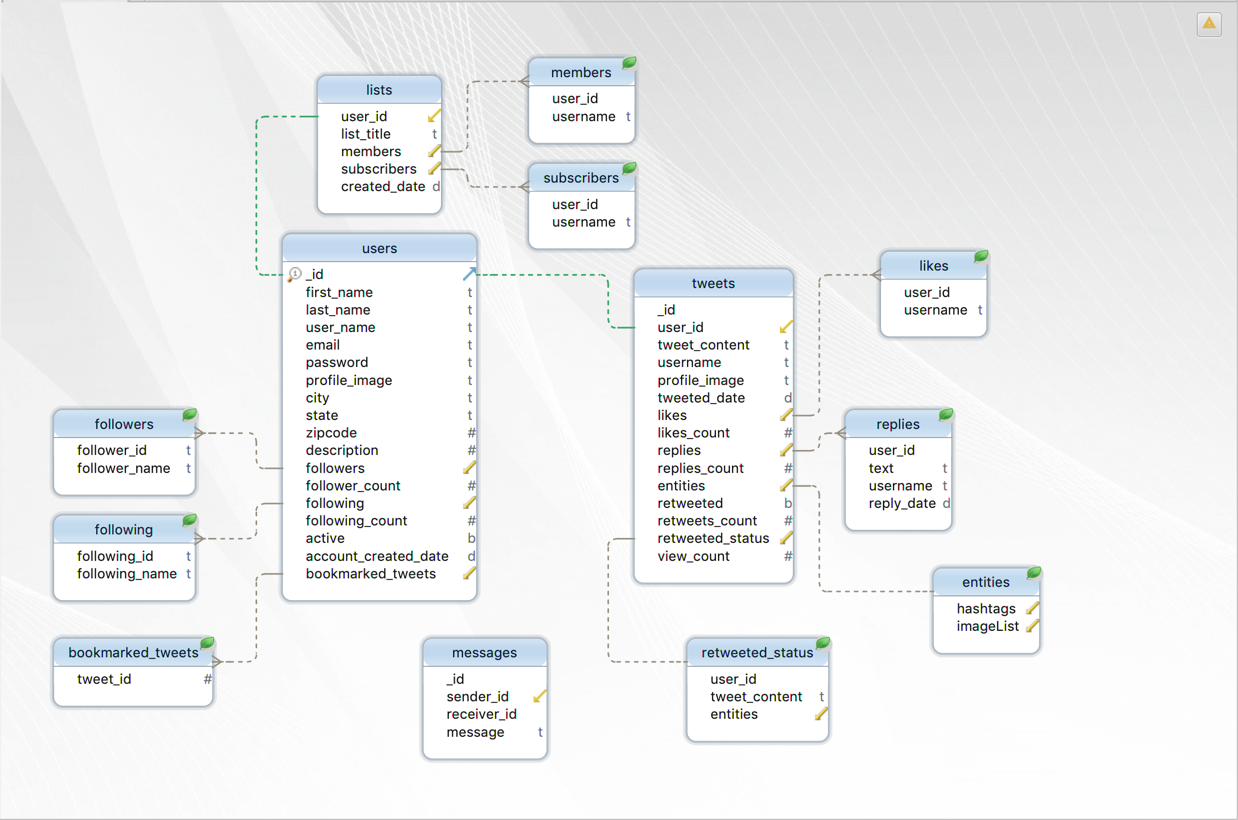 lists
user_id
list_title t
members
subscribers
created_date d
members
user_id
username t
subscribers
user_id
username t
users
_id
first_name t
last_name t
user_name t
email t
password t
profile_image t
city t
state t
zipcode #
description #
followers
follower_count #
following
following_count #
active b
account_created_date d
bookmarked_tweets
tweets
_id
user_id
tweet_content t
username t
profile_image t
tweeted_date d
likes
likes_count #
replies
replies_count #
entities
retweeted b
retweets_count #
retweeted_status
view_count #
likes
user_id
username t
replies
user_id
text t
username t
reply_date d
entities
hashtags
imageList
followers
follower_id t
follower_name t
following
following_id t
following_name t
bookmarked_tweets
tweet_id #
messages
_id
sender_id
receiver_id
message t
retweeted_status
user_id
tweet_content t
entities